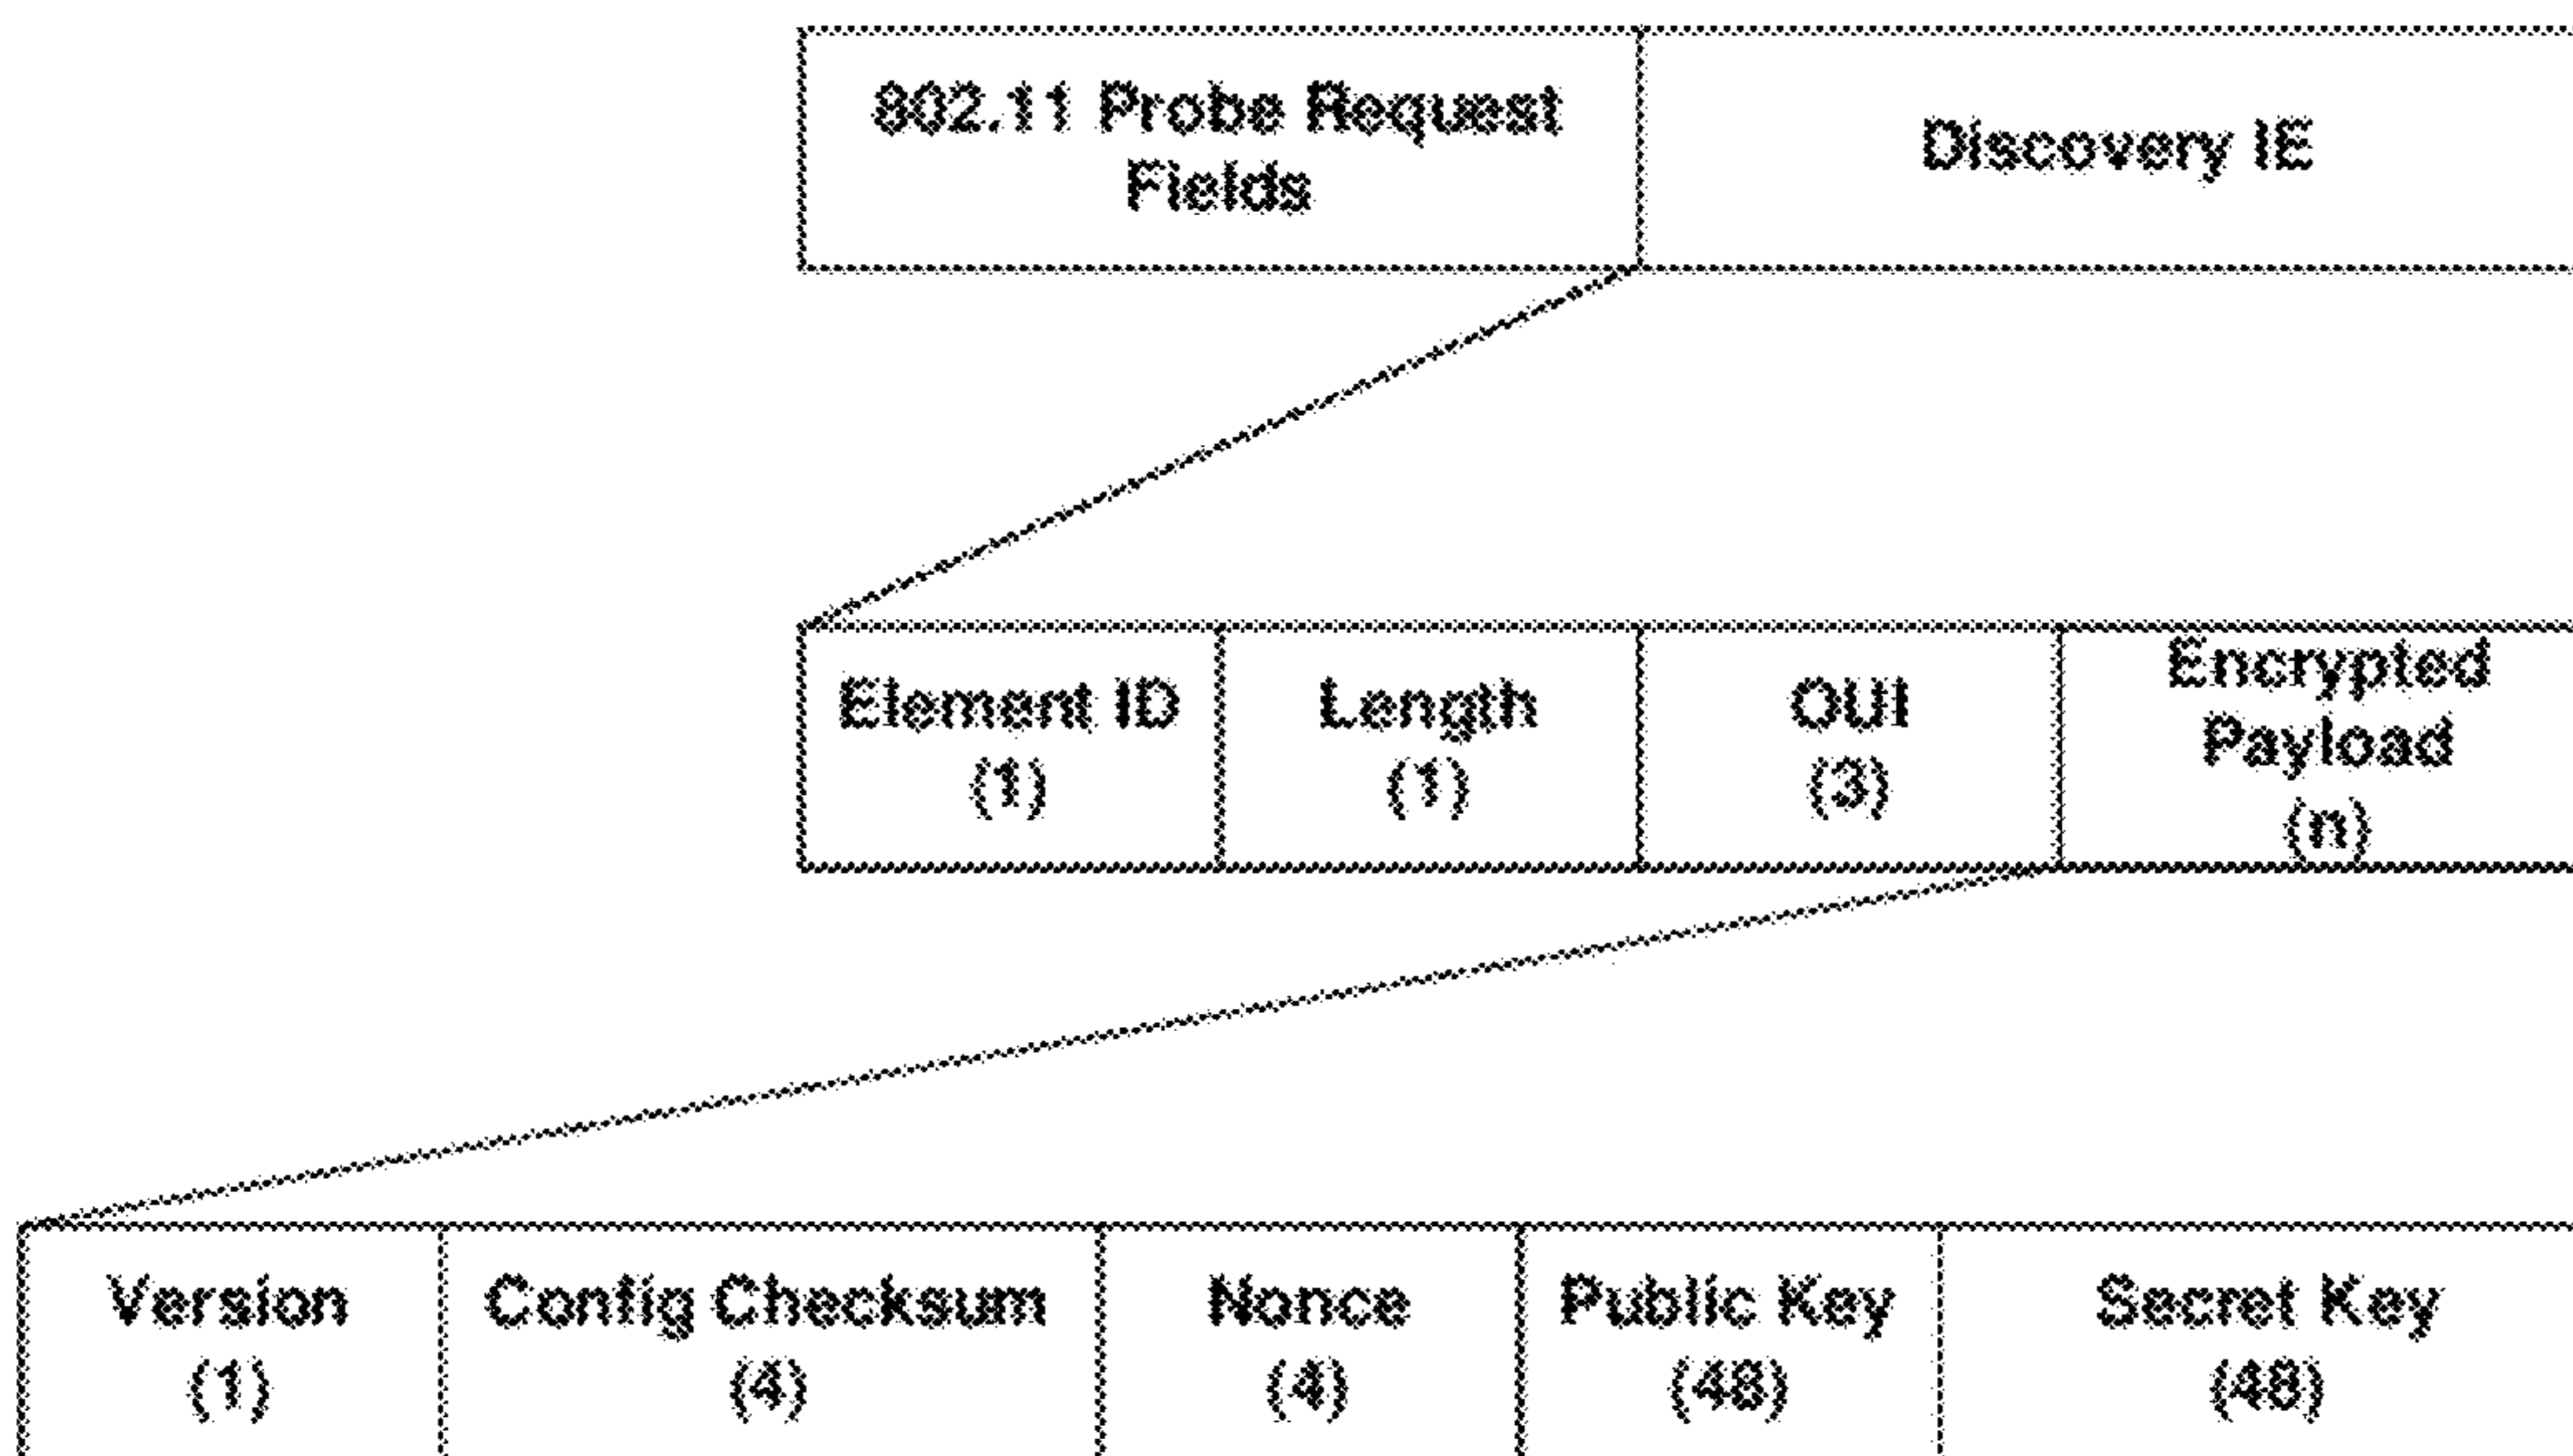 802.11 Probe Request
Fields
Discovery IE
Element ID
(1)
Length
(1)
OUI
(3)
Encrypted
Payload
(n)
Version
(1)
Config Checksum
(4)
Nonce
(4)
Public Key
(48)
Secret Key
(48)